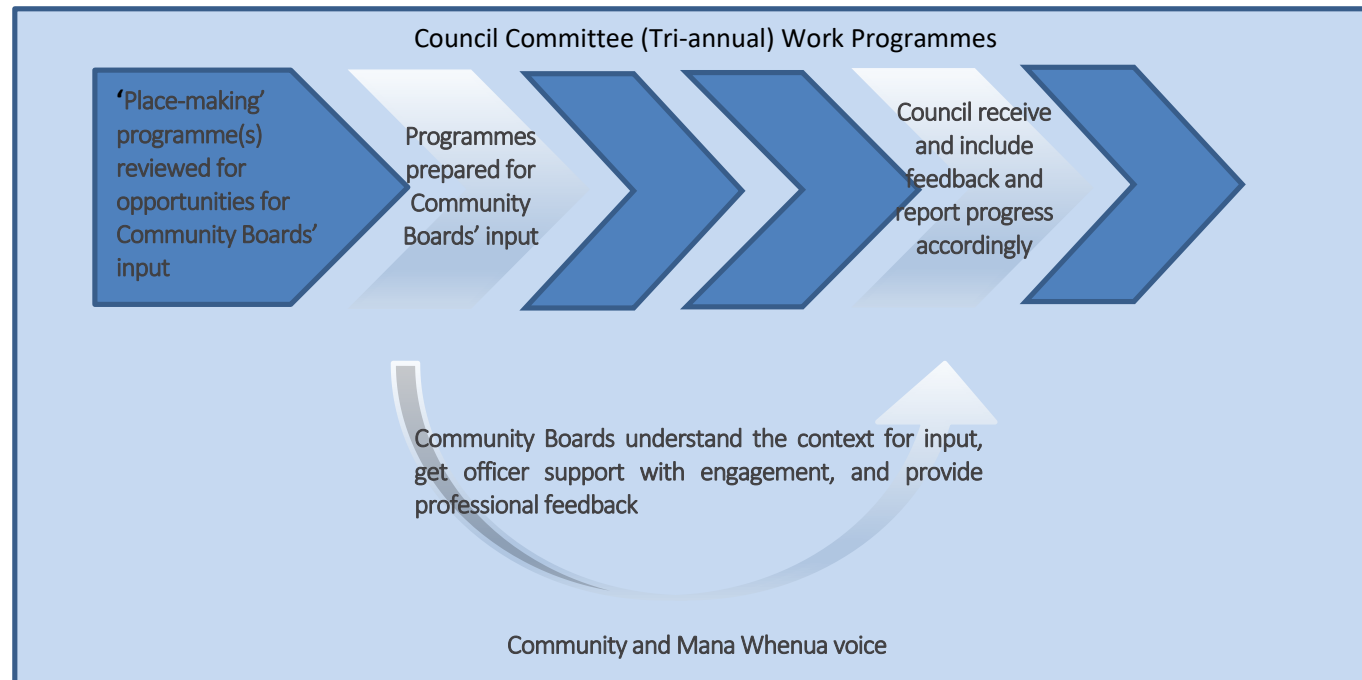 Council Committee (Tri-annual) Work Programmes
‘Place-making’
programme(s)
reviewed for
opportunities for
Community Boards’
input
Programmes
prepared for
Community
Boards’ input
Council receive
and include
feedback and
report progress
accordingly
Community Boards understand the context for input,
get officer support with engagement, and provide
professional feedback
Community and Mana Whenua voice